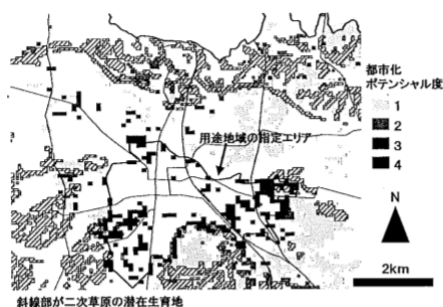 都市化
ポテンシャル度
1
2
3
4
用途地域の指定エリア
N
2km
斜線部が二次草原の潜在生育地